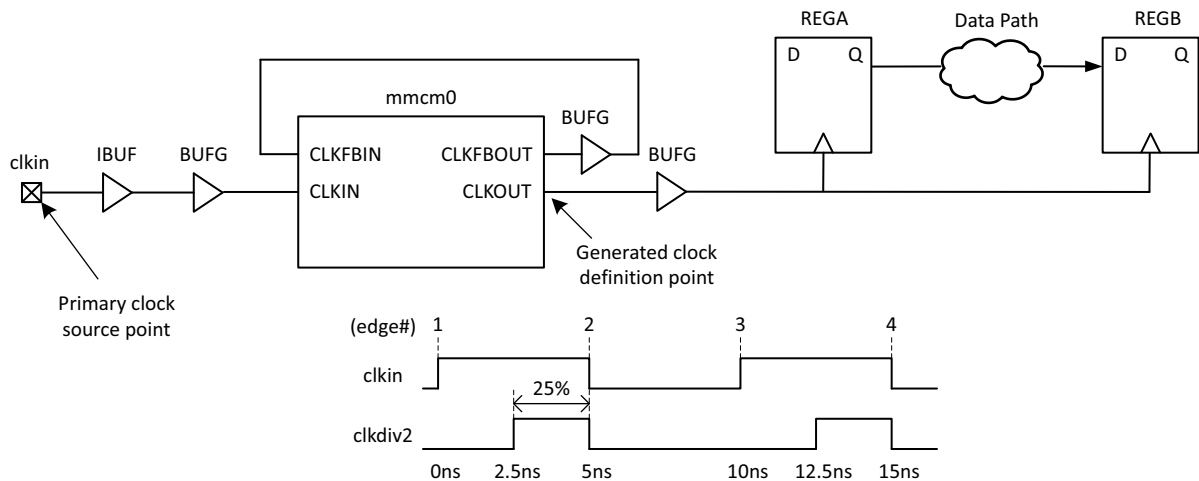 REGA
Data Path
REGB
D
Q
D
Q
mmcm0
BUFG
IBUF
BUFG
BUFG
clkin
CLKFBIN
CLKFBOUT
CLKIN
CLKOUT
Generated clock
definition point
Primary clock
source point
(edge#)
1
2
3
4
clkin
25%
clkdiv2
0ns
2.5ns
5ns
10ns
12.5ns
15ns